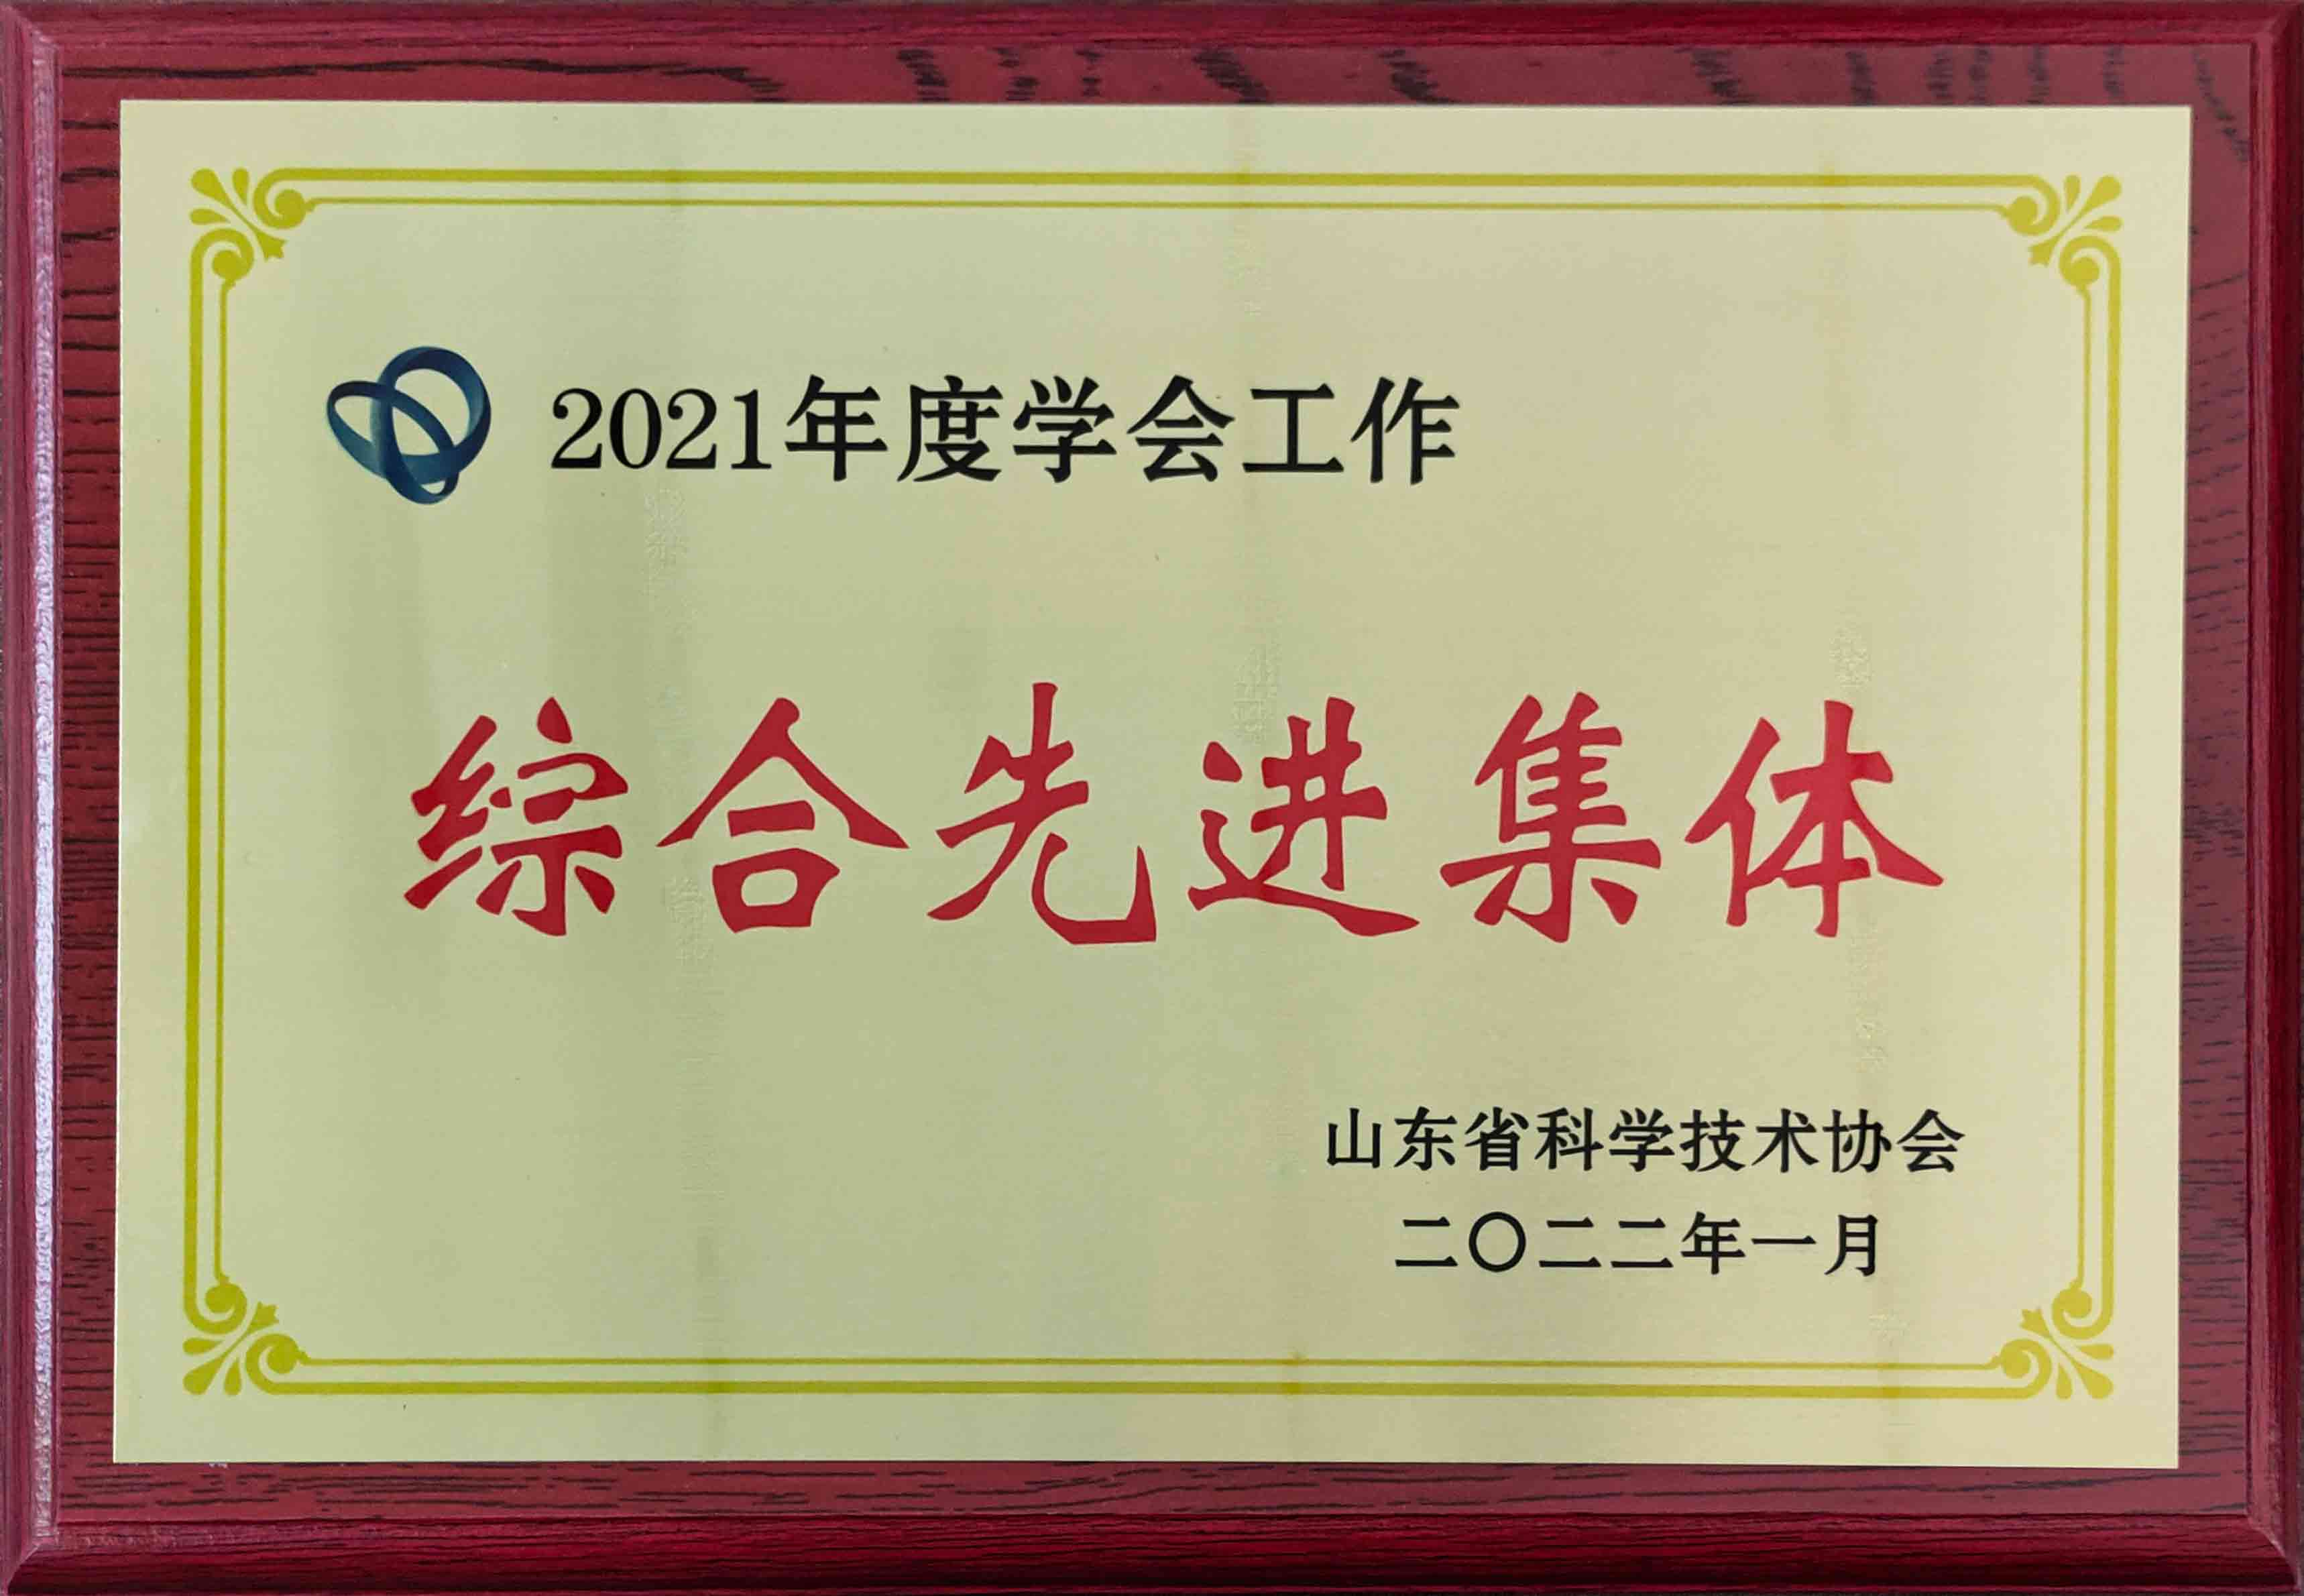 2021年度学会工作
综合先进集体
山东省科学技术协会
二〇二二年一月